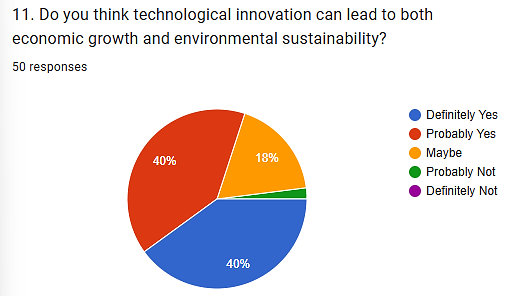 11. Do you think technological innovation can lead to both
economic growth and environmental sustainability?
50 responses
Definitely Yes
Probably Yes
Maybe
Probably Not
Definitely Not
40%
18%
40%